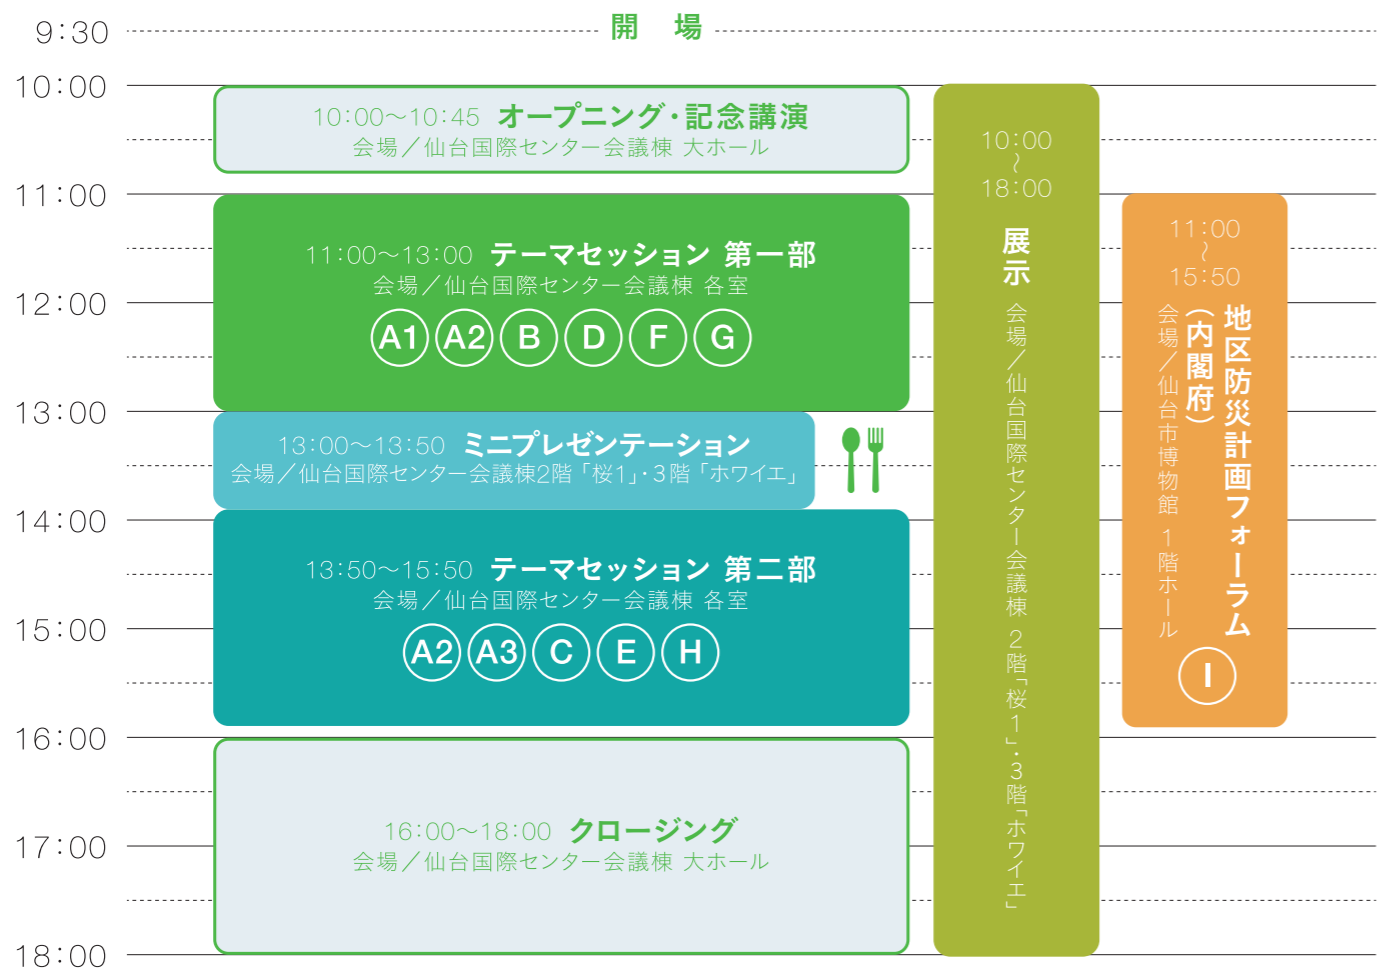 9:30
開　場
10:00
11:00
12:00
13:00
14:00
15:00
16:00
17:00
18:00
10:00～10:45 オープニング・記念講演
会場／仙台国際センター会議棟 大ホール
11:00～13:00 テーマセッション 第一部
会場／仙台国際センター会議棟 各室
A1 A2 B D F G
13:00～13:50 ミニプレゼンテーション
会場／仙台国際センター会議棟2階「桜1」・3階「ホワイエ」
13:50～15:50 テーマセッション 第二部
会場／仙台国際センター会議棟 各室
A2 A3 C E H
16:00～18:00 クロージング
会場／仙台国際センター会議棟 大ホール
10:00
～
18:00
展示
会場／仙台国際センター会議棟 2階「桜1」・3階「ホワイエ」
11:00
～
15:50
地区防災計画フォーラム
（内閣府）
会場／仙台市博物館 1階ホール
I